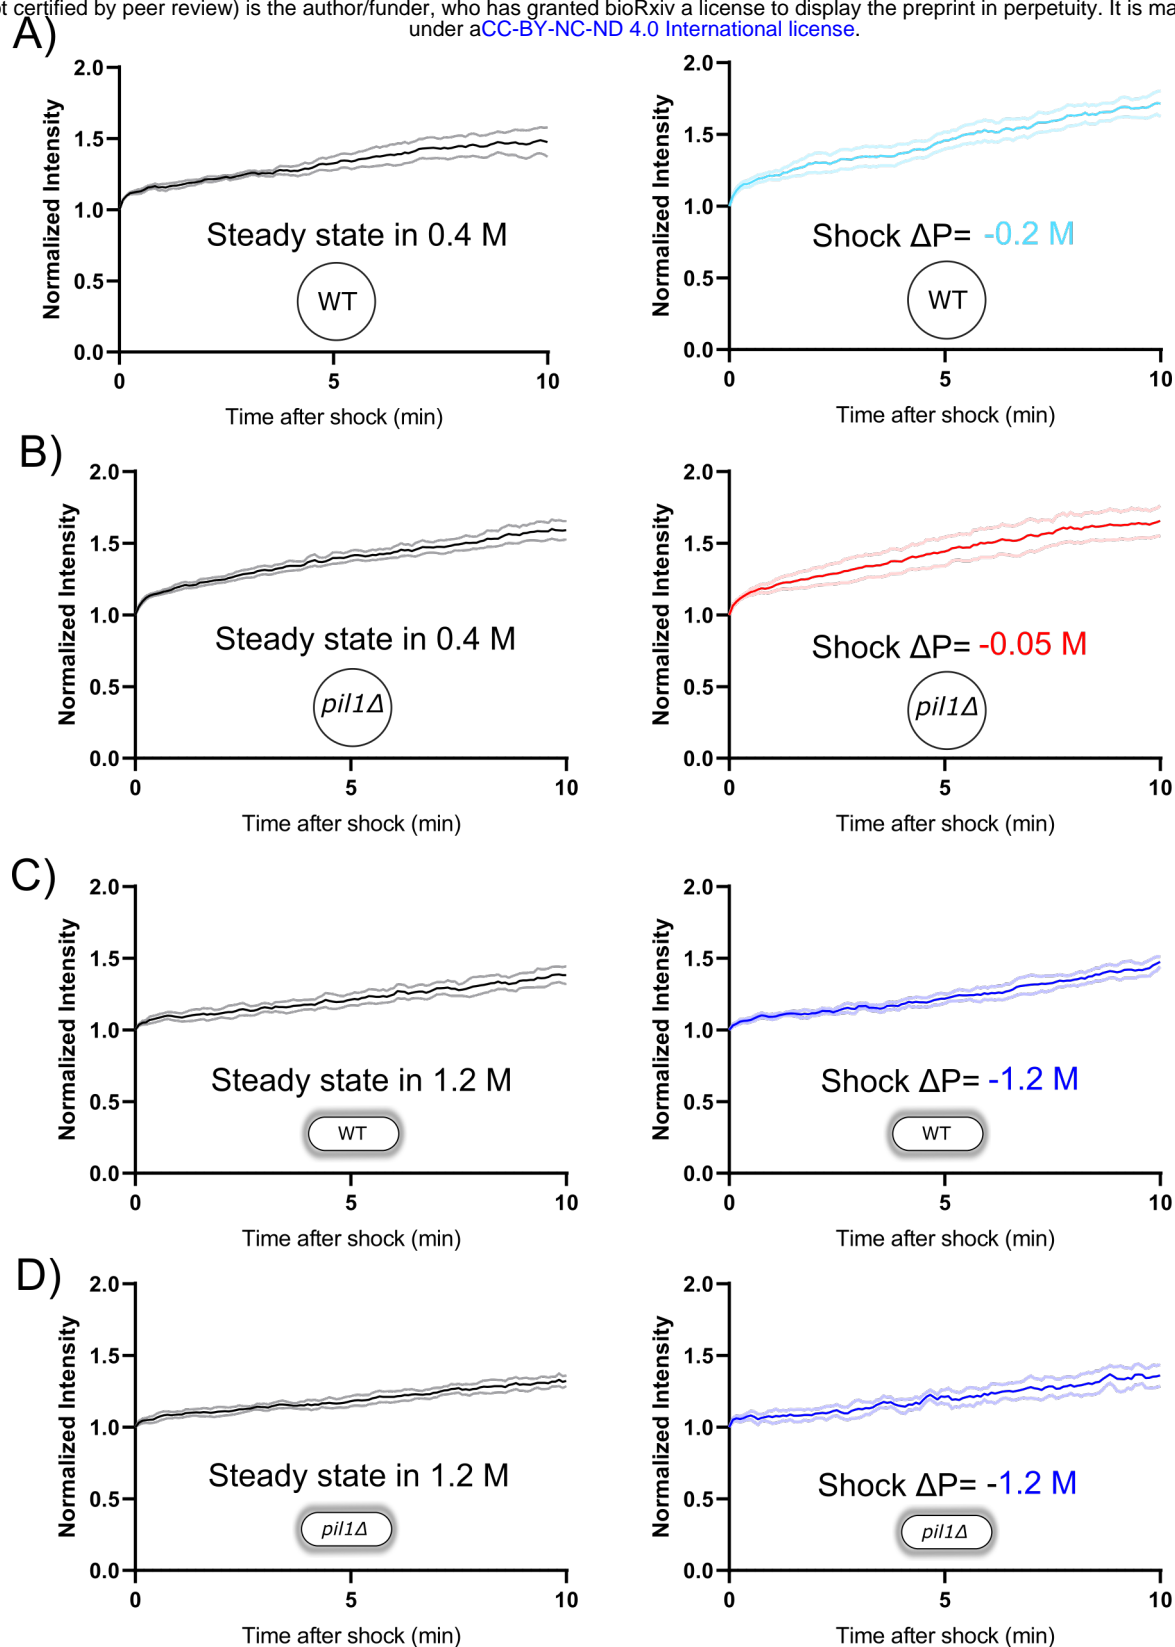 ot certified by peer review) is the author/funder, who has granted bioRxiv a license to display the preprint in perpetuity. It is ma
under aCC-BY-NC-ND 4.0 International license.
A)
2.0
1.5
1.0
0.5
0.0
Normalized Intensity
Steady state in 0.4 M
WT
0 5 10
Time after shock (min)
2.0
1.5
1.0
0.5
0.0
Normalized Intensity
Shock ΔP= -0.2 M
WT
0 5 10
Time after shock (min)
B)
2.0
1.5
1.0
0.5
0.0
Normalized Intensity
Steady state in 0.4 M
pil1Δ
0 5 10
Time after shock (min)
2.0
1.5
1.0
0.5
0.0
Normalized Intensity
Shock ΔP= -0.05 M
pil1Δ
0 5 10
Time after shock (min)
C)
2.0
1.5
1.0
0.5
0.0
Normalized Intensity
Steady state in 1.2 M
WT
0 5 10
Time after shock (min)
2.0
1.5
1.0
0.5
0.0
Normalized Intensity
Shock ΔP= -1.2 M
WT
0 5 10
Time after shock (min)
D)
2.0
1.5
1.0
0.5
0.0
Normalized Intensity
Steady state in 1.2 M
pil1Δ
0 5 10
Time after shock (min)
2.0
1.5
1.0
0.5
0.0
Normalized Intensity
Shock ΔP= -1.2 M
pil1Δ
0 5 10
Time after shock (min)